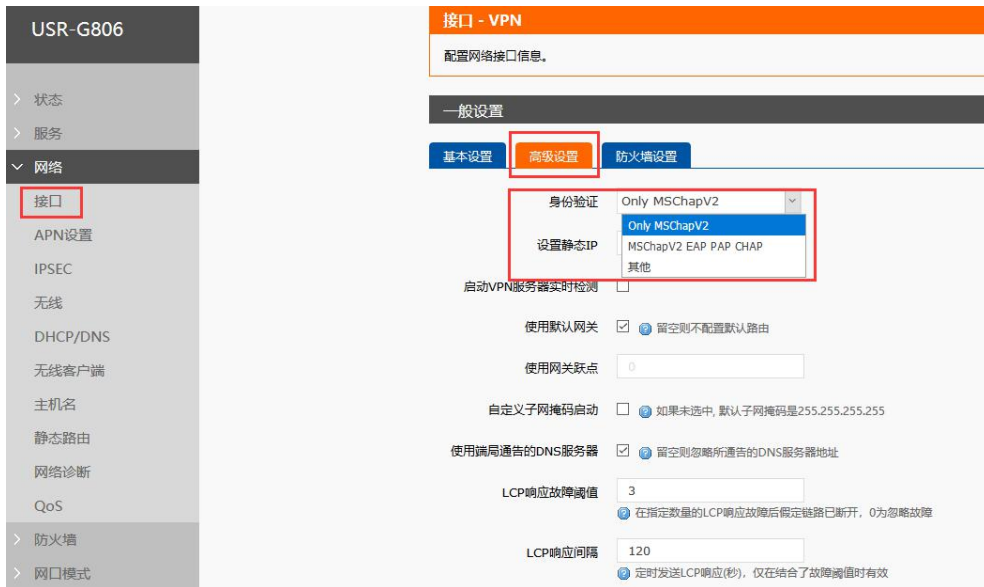 USR-G806
状态
服务
网络
接口
APN设置
IPSEC
无线
DHCP/DNS
无线客户端
主机名
静态路由
网络诊断
QoS
防火墙
网口模式
接口 - VPN
配置网络接口信息。
一般设置
基本设置 高级设置 防火墙设置
身份验证 Only MSChapV2
Only MSChapV2
设置静态IP MSChapV2 EAP PAP CHAP
其他
启动VPN服务器实时检测
使用默认网关 留空则不配置默认路由
使用网关跃点 0
自定义子网掩码启动 如果未选中, 默认子网掩码是255.255.255.255
使用端局通告的DNS服务器 留空则忽略所通告的DNS服务器地址
LCP响应故障阈值 3
在指定数量的LCP响应故障后假定链路已断开，0为忽略故障
LCP响应间隔 120
定时发送LCP响应(秒)，仅在结合了故障阈值时有效